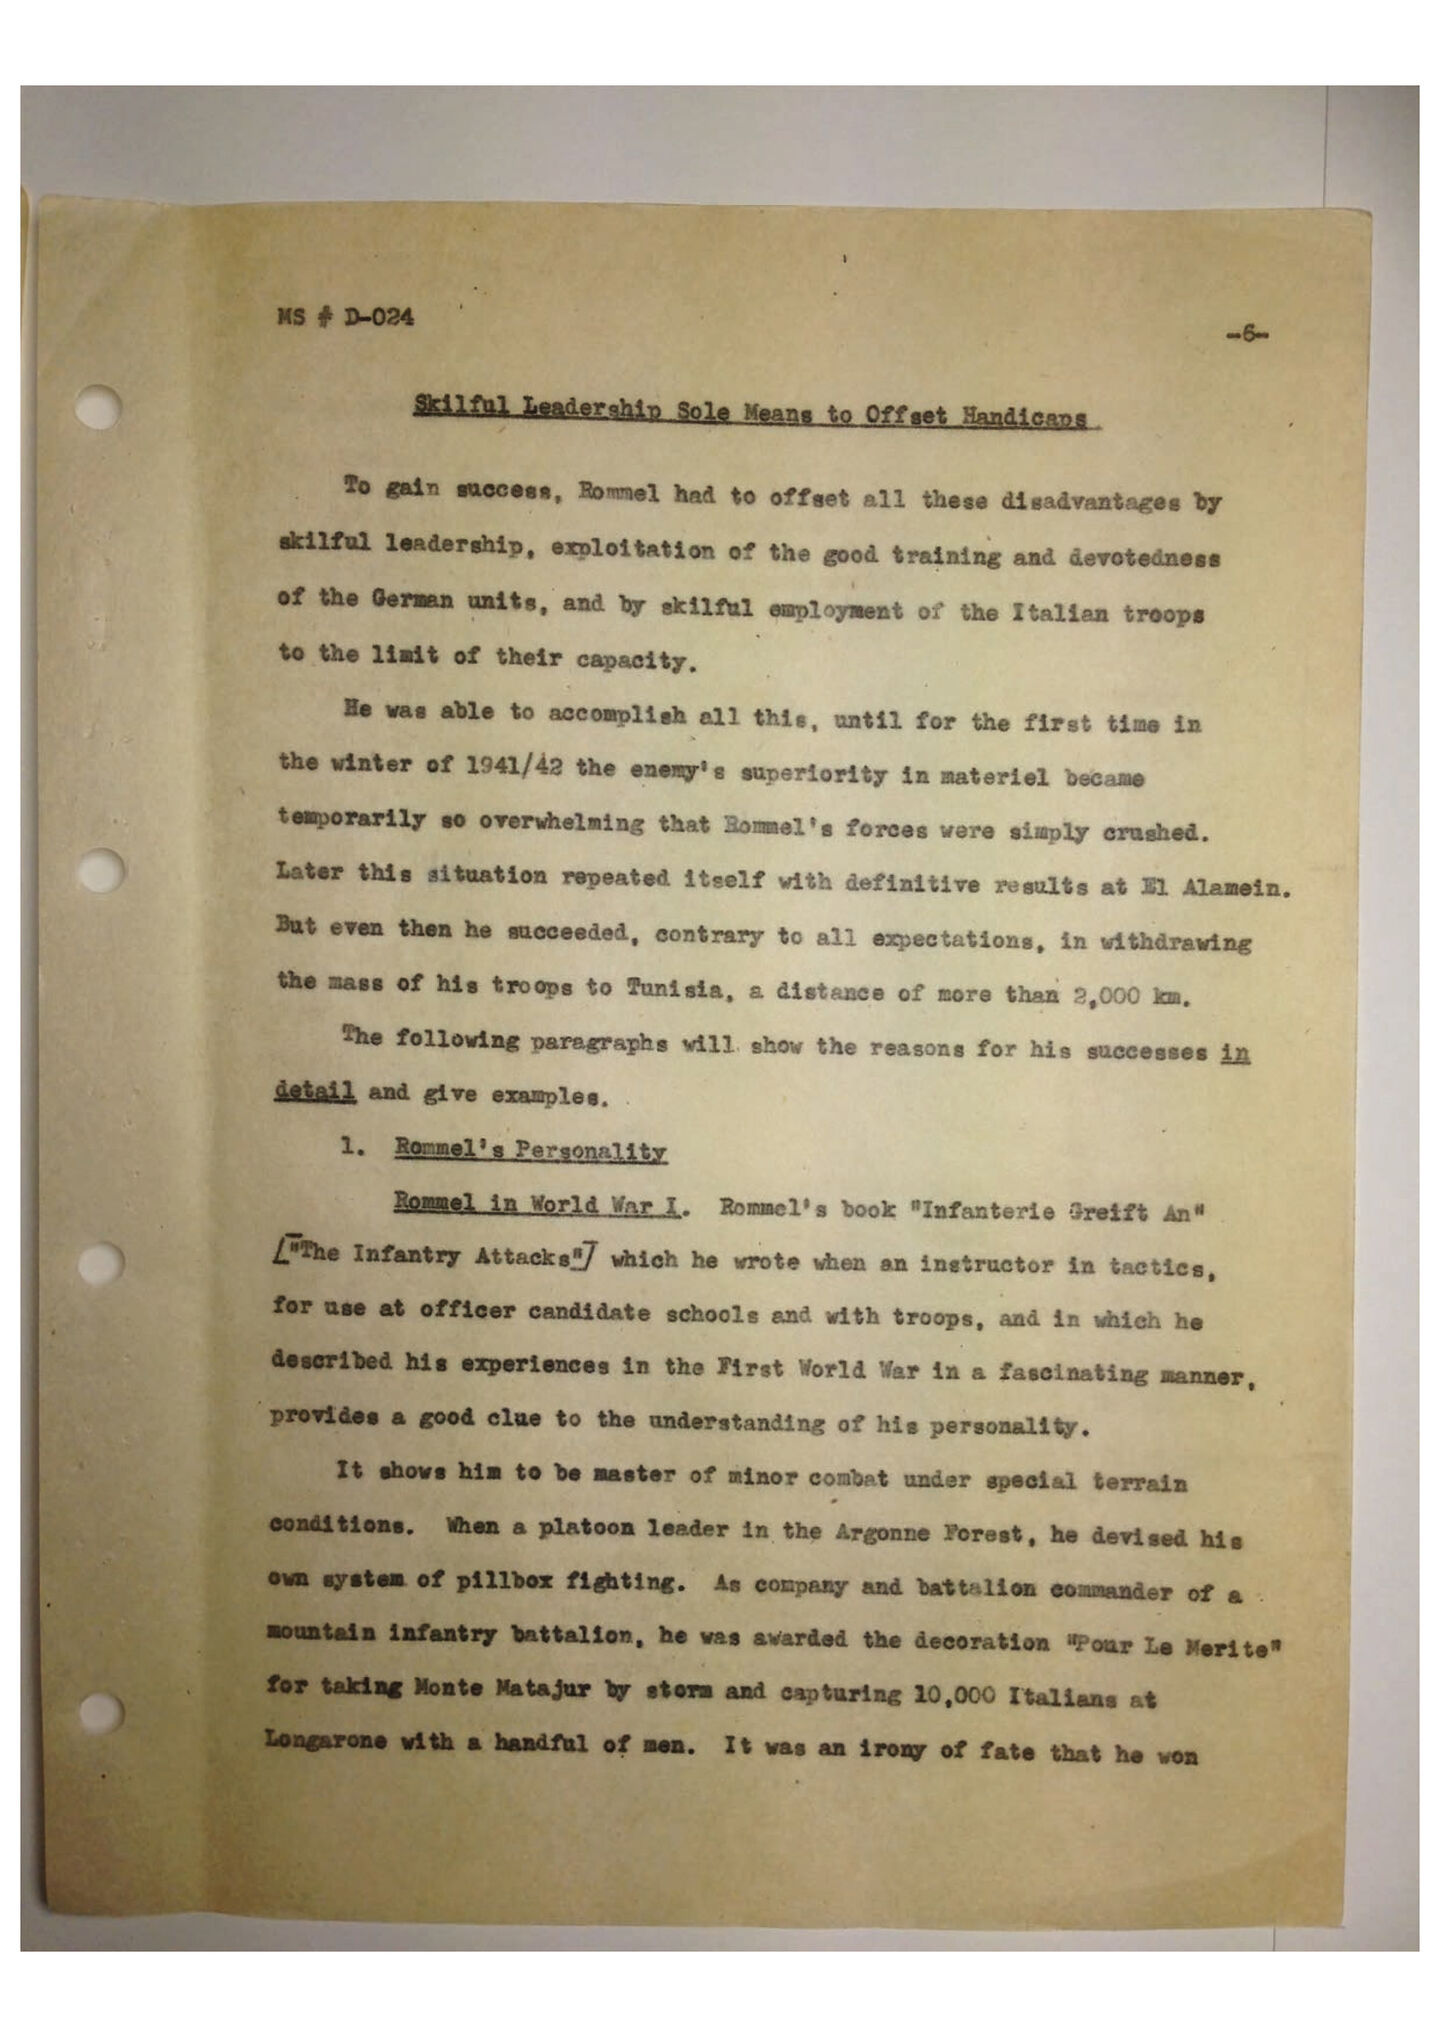 MS # D-024
-6-
Skilful Leadership Sole Means to Offset Handicaps
To gain success, Rommel had to offset all these disadvantages by
skilful leadership, exploitation of the good training and devotedness
of the German units, and by skilful employment of the Italian troops
to the limit of their capacity.
He was able to accomplish all this, until for the first time in
the winter of 1941/42 the enemy's superiority in materiel became
temporarily so overwhelming that Rommel's forces were simply crushed.
Later this situation repeated itself with definitive results at El Alamein.
But even then he succeeded, contrary to all expectations, in withdrawing
the mass of his troops to Tunisia, a distance of more than 2,000 km.
The following paragraphs will show the reasons for his successes in
detail and give examples.
1. Rommel's Personality
Rommel in World War I. Rommel's book "Infanterie Greift An"
["The Infantry Attacks"] which he wrote when an instructor in tactics,
for use at officer candidate schools and with troops, and in which he
described his experiences in the First World War in a fascinating manner,
provides a good clue to the understanding of his personality.
It shows him to be master of minor combat under special terrain
conditions. When a platoon leader in the Argonne Forest, he devised his
own system of pillbox fighting. As company and battalion commander of a
mountain infantry battalion, he was awarded the decoration "Pour Le Merite"
for taking Monte Matajur by storm and capturing 10,000 Italians at
Longarone with a handful of men. It was an irony of fate that he won